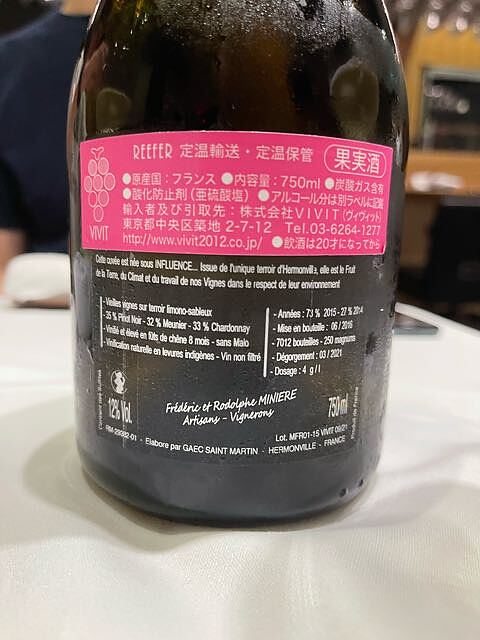 REEFER 定温輸送・定温保管 果実酒
●原産国：フランス ●内容量：750ml ●炭酸ガス含有
●酸化防止剤（亜硫酸塩） ●アルコール分は別ラベルに記載
輸入者及び引取先：株式会社VIVIT（ヴィヴィット）
東京都中央区築地 2-7-12 Tel.03-6264-1277
http://www.vivit2012.co.jp/ ●飲酒は20才になってから
VIVIT
Cette cuvée est née sous INFLUENCE... Issue de l'unique terroir d'Hermonville, elle est le Fruit
de la Terre, du Climat et du travail de nos Vignes dans le respect de leur environnement
- Vieilles vignes sur terroir limono-sableux
- 35 % Pinot Noir - 32 % Meunier - 33 % Chardonnay
- Vinifié et élevé en fûts de chêne 8 mois - sans Malo
- Vinification naturelle en levures indigènes - Vin non filtré
- Années : 73 % 2015 - 27 % 2014
- Mise en bouteille : 06 / 2016
- 7012 bouteilles - 250 magnums
- Dégorgement : 03 / 2021
- Dosage : 4 g / l
Contient des sulfites
12% Vol.
Frédéric et Rodolphe MINIERE
Artisans - Vignerons
750 ml
Produit de France
Lot. MFR01-15 VIVIT 09/21
- Elabore par GAEC SAINT MARTIN - HERMONVILLE - FRANCE